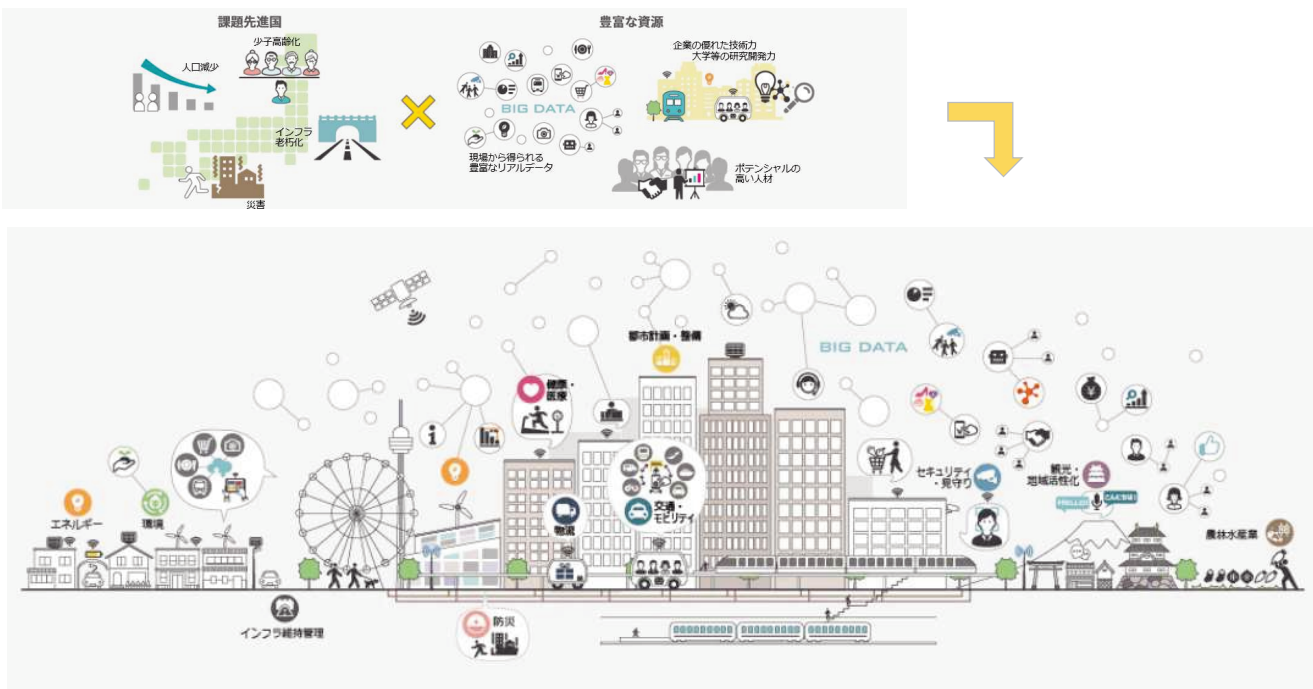 課題先進国
豊富な資源
少子高齢化
人口減少
インフラ
老朽化
災害
BIG DATA
現場から得られる
豊富なリアルデータ
企業の優れた技術力
大学等の研究開発力
ポテンシャルの
高い人材
都市計画・整備
BIG DATA
健康・
医療
セキュリティ
・見守り
観光・
地域活性化
HELLO!
こんにちは!
エネルギー
環境
物流
交通・
モビリティ
農林水産業
インフラ維持管理
防災